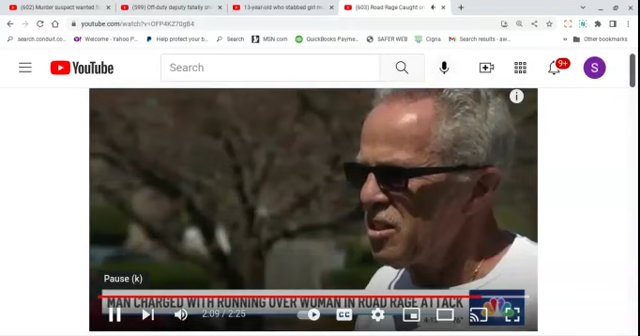 (602) Murder suspect wanted f
(599) Off-duty deputy fatally sh
13-year-old who stabbed girl m
(603) Road Rage Caught o
youtube.com/watch?v=OFP4KZ70gB4
search.conduit.co...
Welcome - Yahoo P...
Help protect your b...
Search
MSN.com
QuickBooks Payme...
SAFER WEB
Cigna
Search results - aw...
Other bookmarks
YouTube
Search
9+
S
Pause (k)
MAN CHARGED WITH RUNNING OVER WOMAN IN ROAD RAGE ATTACK
2:09 / 2:25
CC